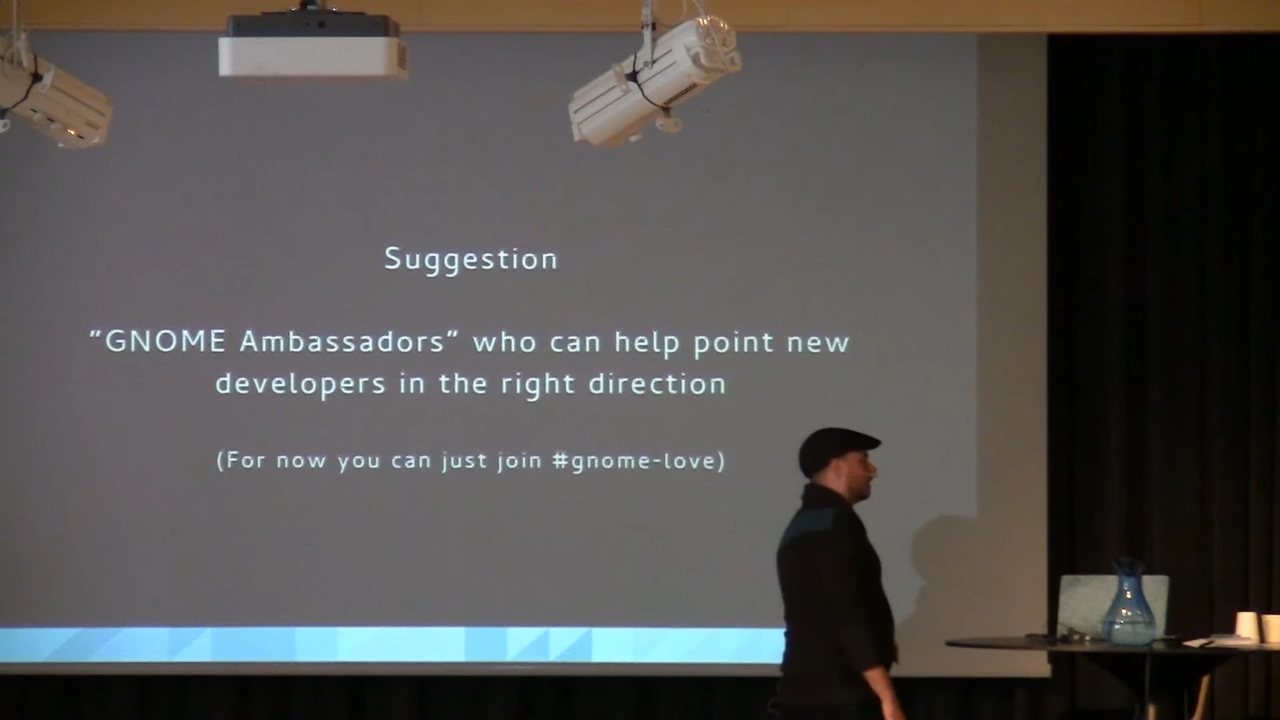 Suggestion
"GNOME Ambassadors" who can help point new
developers in the right direction
(For now you can just join #gnome-love)